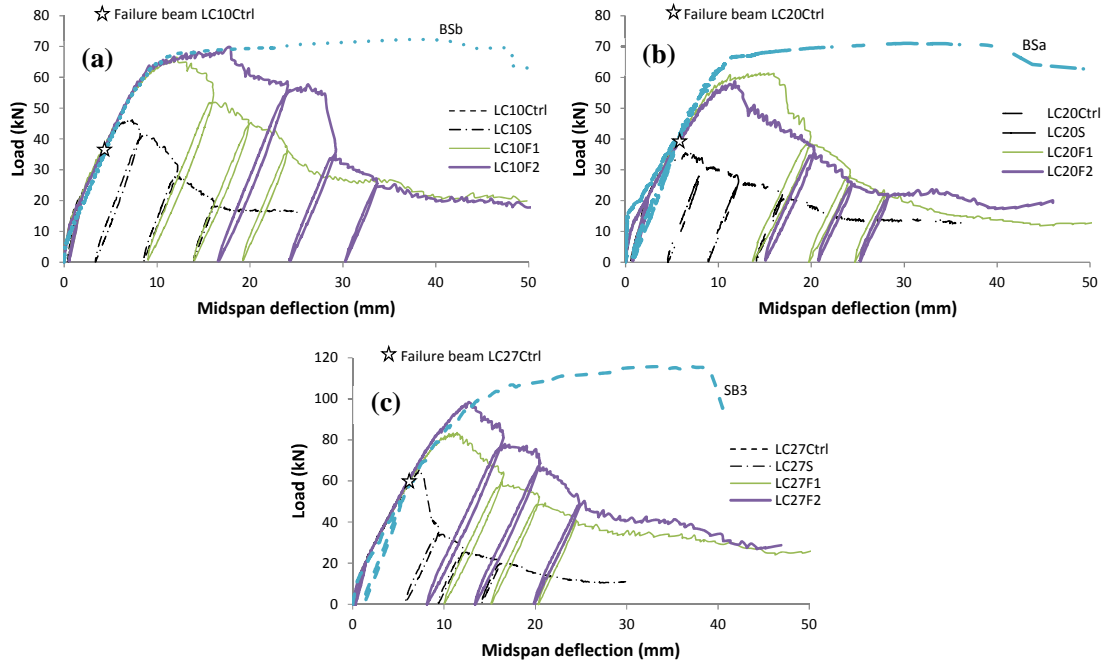 ☆ Failure beam LC10Ctrl
80
70
60
50
40
30
20
10
0
Load (kN)
(a)
BSb
LC10Ctrl
LC10S
LC10F1
LC10F2
0 10 20 30 40 50
Midspan deflection (mm)
☆ Failure beam LC20Ctrl
80
70
60
50
40
30
20
10
0
Load (kN)
(b)
BSa
LC20Ctrl
LC20S
LC20F1
LC20F2
0 10 20 30 40 50
Midspan deflection (mm)
☆ Failure beam LC27Ctrl
120
100
80
60
40
20
0
Load (kN)
(c)
SB3
LC27Ctrl
LC27S
LC27F1
LC27F2
0 10 20 30 40 50
Midspan deflection (mm)